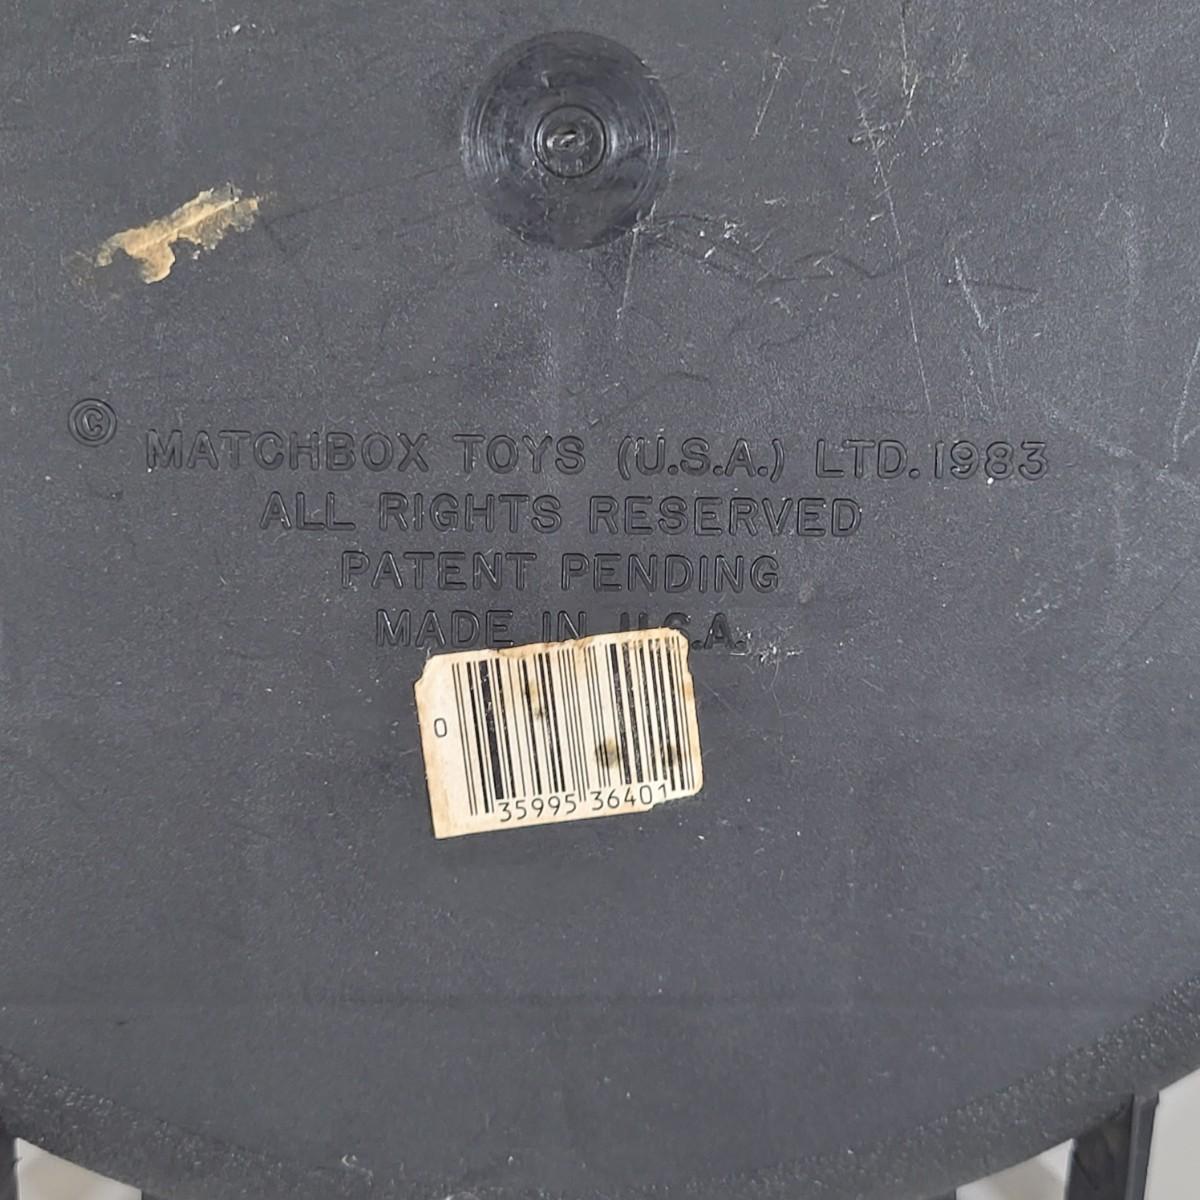 © MATCHBOX TOYS (U.S.A.) LTD. 1983
ALL RIGHTS RESERVED
PATENT PENDING
MADE IN U.S.A.
0 35995 36401